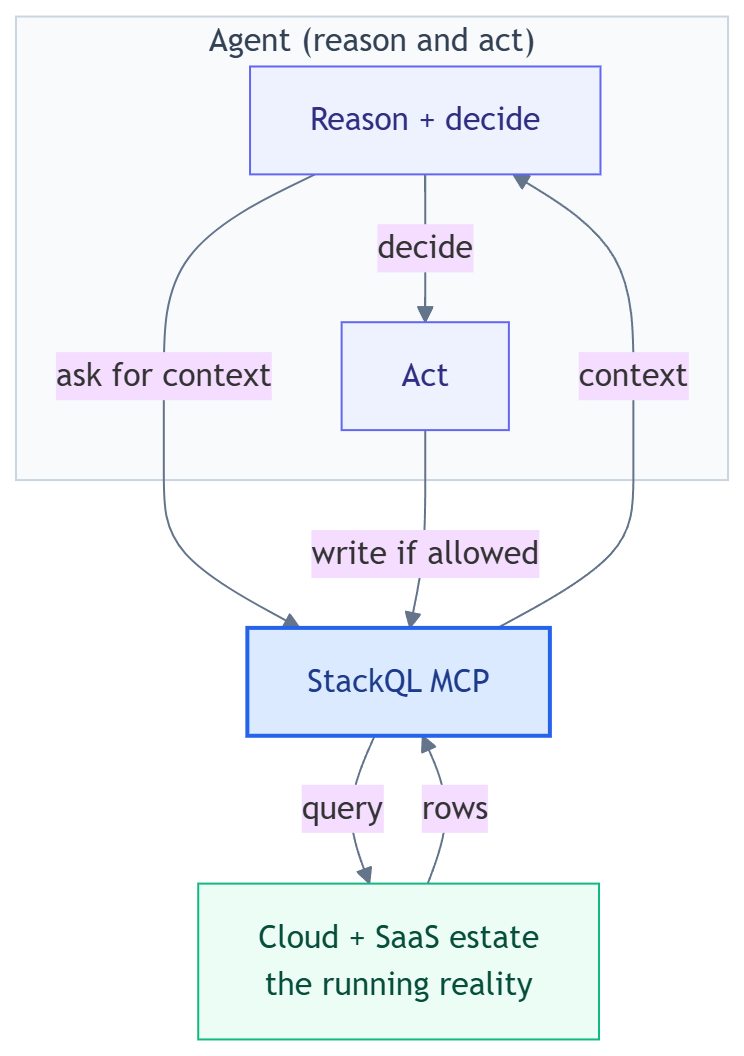 Agent (reason and act)
Reason + decide
decide
ask for context
Act
context
write if allowed
StackQL MCP
query
rows
Cloud + SaaS estate
the running reality